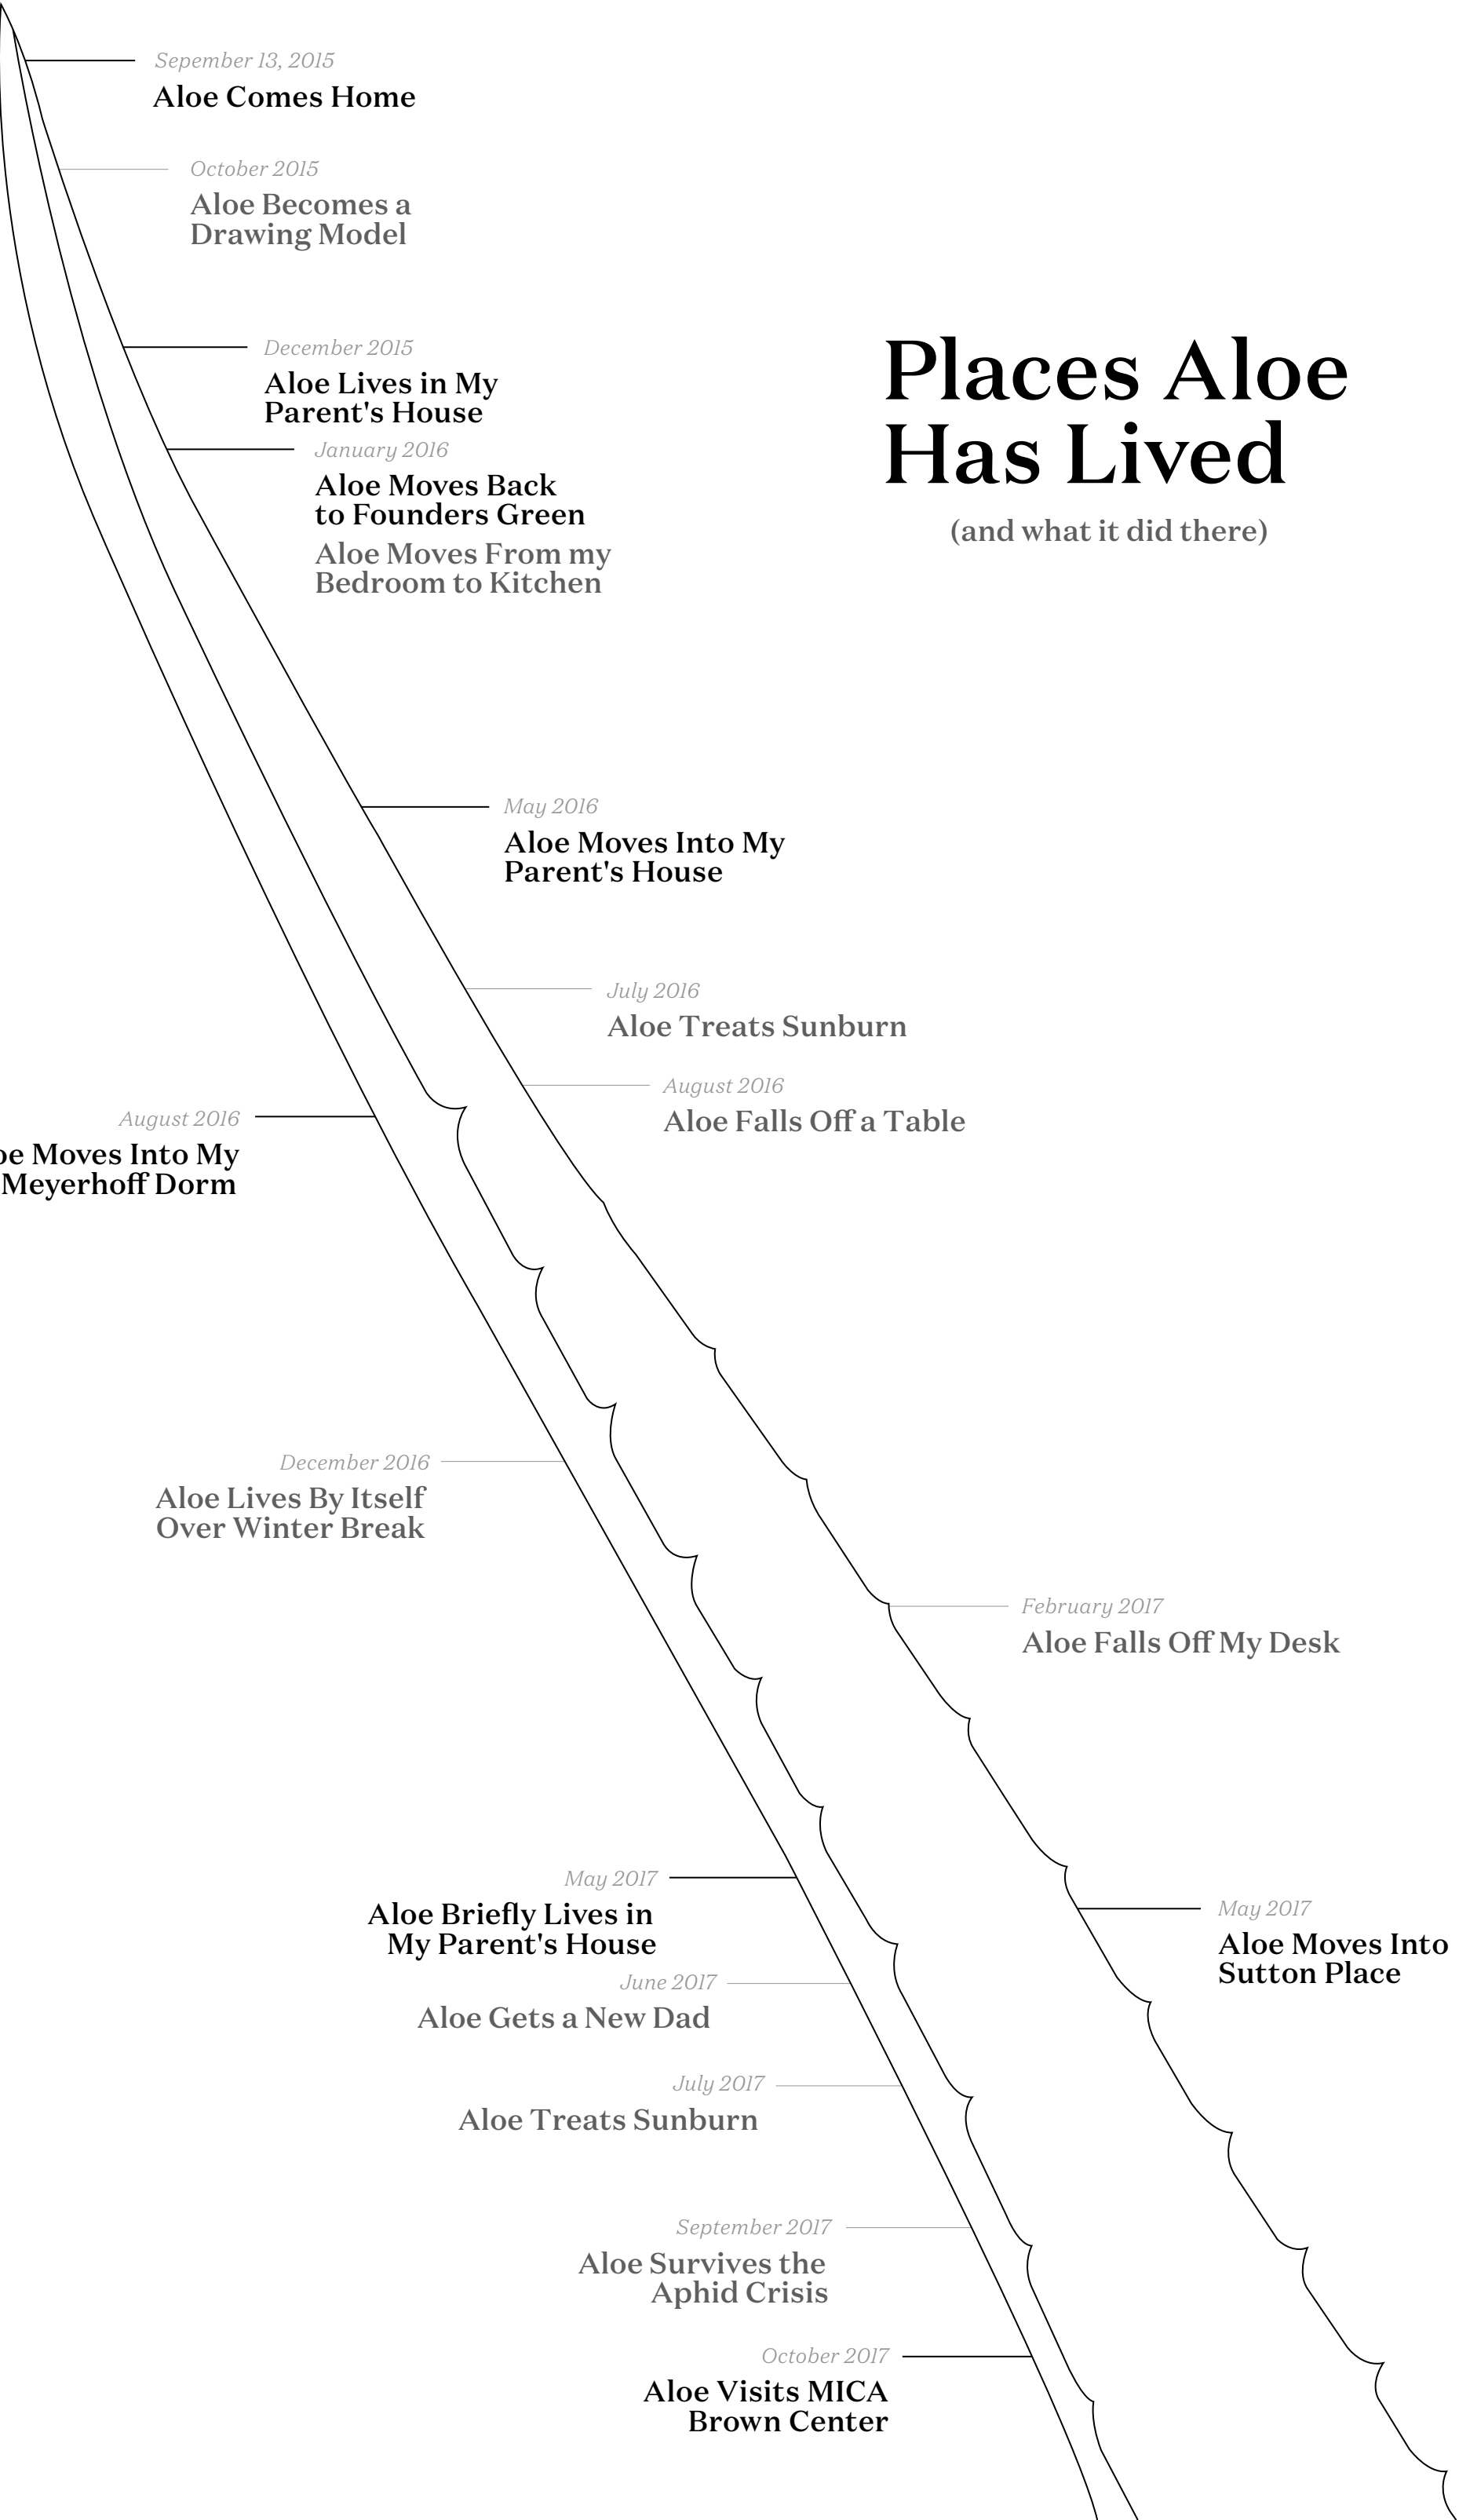 Sepember 13, 2015
Aloe Comes Home
October 2015
Aloe Becomes a
Drawing Model
Places Aloe
Has Lived
(and what it did there)
December 2015
Aloe Lives in My
Parent's House
January 2016
Aloe Moves Back
to Founders Green
Aloe Moves From my
Bedroom to Kitchen
May 2016
Aloe Moves Into My
Parent's House
July 2016
Aloe Treats Sunburn
August 2016
Aloe Falls Off a Table
August 2016
oe Moves Into My
Meyerhoff Dorm
December 2016
Aloe Lives By Itself
Over Winter Break
February 2017
Aloe Falls Off My Desk
May 2017
Aloe Briefly Lives in
My Parent's House
May 2017
Aloe Moves Into
Sutton Place
June 2017
Aloe Gets a New Dad
July 2017
Aloe Treats Sunburn
September 2017
Aloe Survives the
Aphid Crisis
October 2017
Aloe Visits MICA
Brown Center